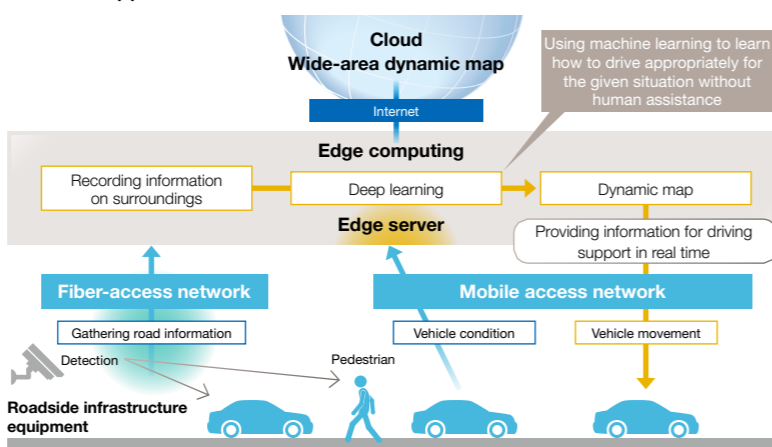 Cloud
Wide-area dynamic map
Using machine learning to learn
how to drive appropriately for
the given situation without
human assistance
Internet
Edge computing
Recording information
on surroundings
Deep learning
Dynamic map
Edge server
Providing information for driving
support in real time
Fiber-access network
Mobile access network
Gathering road information
Vehicle condition
Vehicle movement
Detection
Pedestrian
Roadside infrastructure
equipment